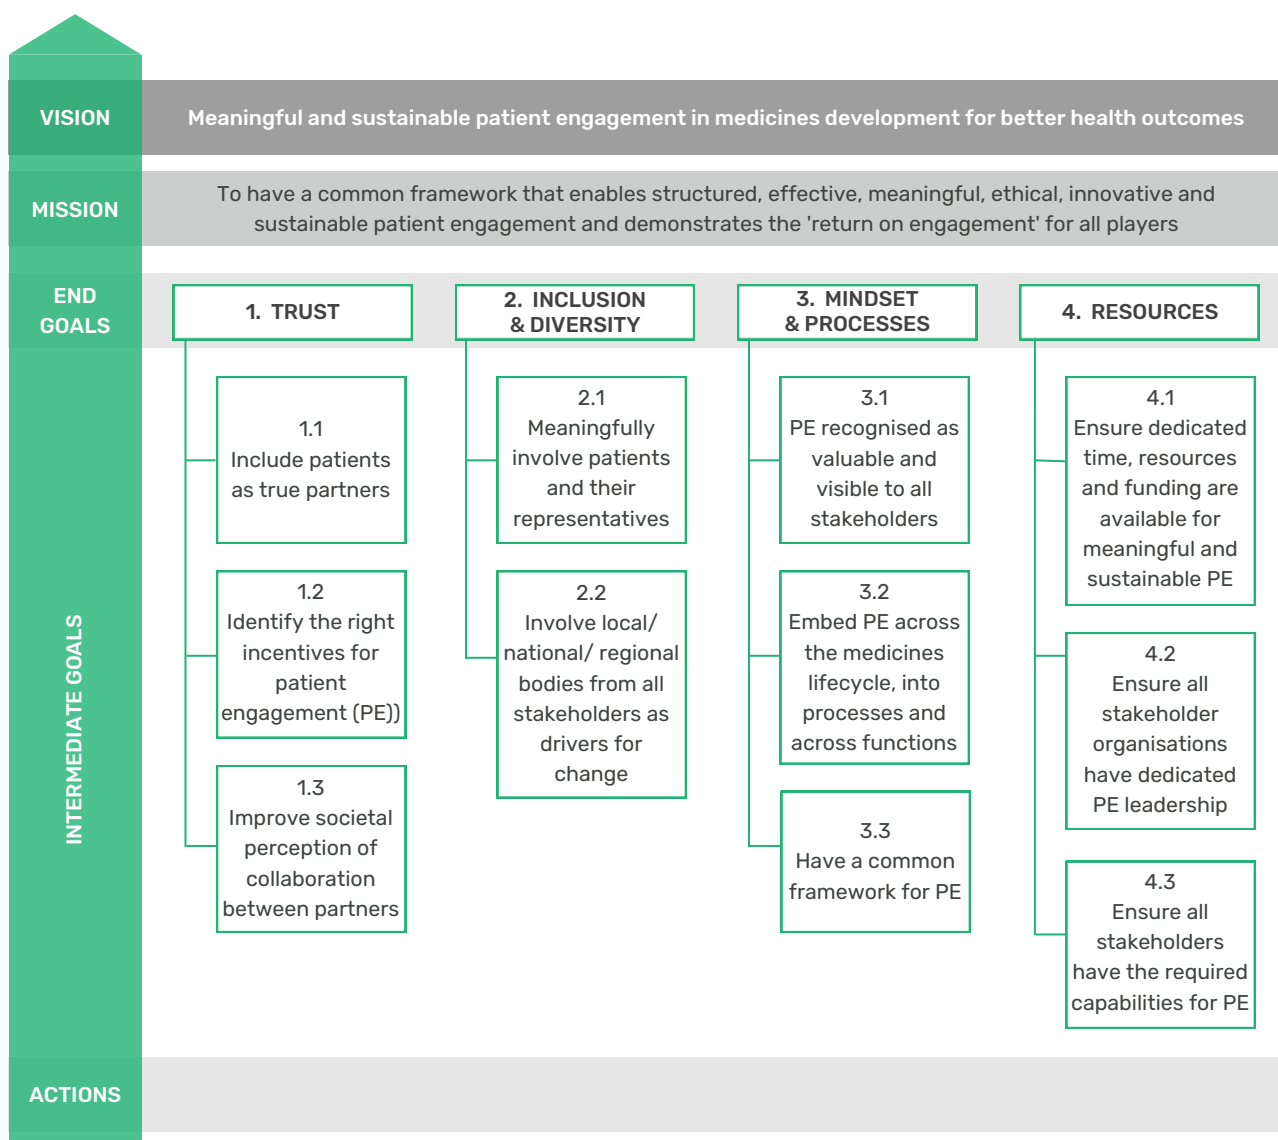 VISION
Meaningful and sustainable patient engagement in medicines development for better health outcomes
MISSION
To have a common framework that enables structured, effective, meaningful, ethical, innovative and
sustainable patient engagement and demonstrates the 'return on engagement' for all players
END
GOALS
1. TRUST
2. INCLUSION
& DIVERSITY
3. MINDSET
& PROCESSES
4. RESOURCES
INTERMEDIATE GOALS
1.1
Include patients
as true partners
1.2
Identify the right
incentives for
patient
engagement (PE))
1.3
Improve societal
perception of
collaboration
between partners
2.1
Meaningfully
involve patients
and their
representatives
2.2
Involve local/
national/ regional
bodies from all
stakeholders as
drivers for
change
3.1
PE recognised as
valuable and
visible to all
stakeholders
3.2
Embed PE across
the medicines
lifecycle, into
processes and
across functions
3.3
Have a common
framework for PE
4.1
Ensure dedicated
time, resources
and funding are
available for
meaningful and
sustainable PE
4.2
Ensure all
stakeholder
organisations
have dedicated
PE leadership
4.3
Ensure all
stakeholders
have the required
capabilities for PE
ACTIONS